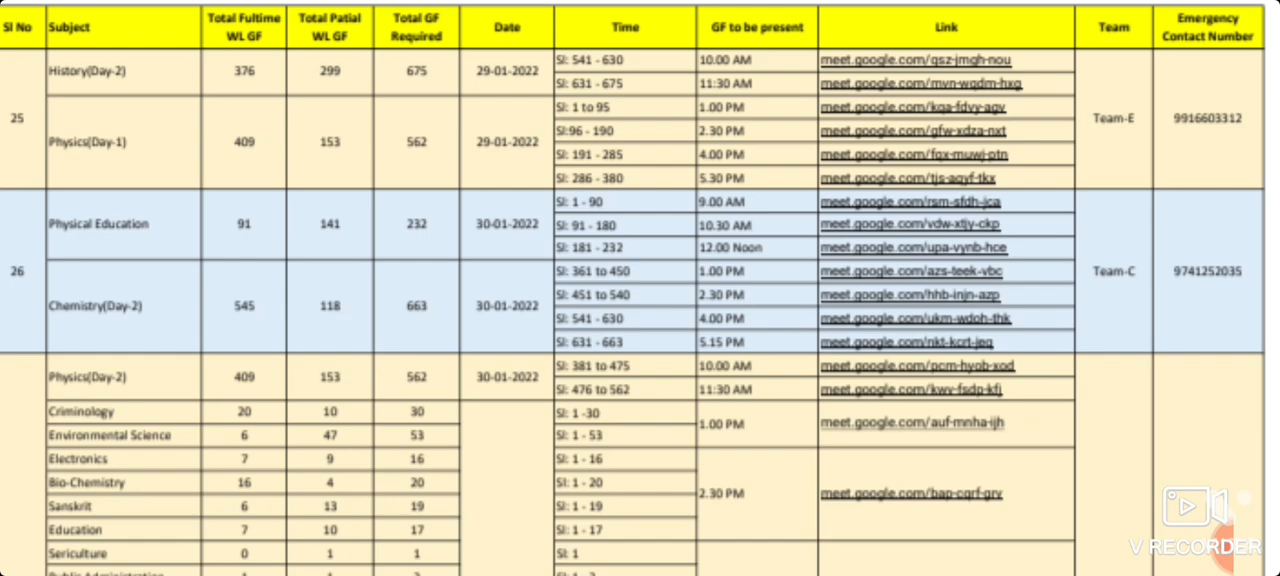 Sl No Subject Total Fultime WL GF Total Patial WL GF Total GF Required Date Time GF to be present Link Team Emergency Contact Number
25 History(Day-2) 376 299 675 29-01-2022 Sl: 541 - 630 10.00 AM meet.google.com/qsz-jmgh-nou Team-E 9916603312
Sl: 631 - 675 11:30 AM meet.google.com/mvn-wqdm-hxg
Physics(Day-1) 409 153 562 29-01-2022 Sl: 1 to 95 1.00 PM meet.google.com/kqa-fdvy-agv
Sl:96 - 190 2.30 PM meet.google.com/gfw-xdza-nxt
Sl: 191 - 285 4.00 PM meet.google.com/fqx-muwj-ptn
Sl: 286 - 380 5.30 PM meet.google.com/tjs-aqyf-tkx
26 Physical Education 91 141 232 30-01-2022 Sl: 1 - 90 9.00 AM meet.google.com/rsm-sfdh-jca Team-C 9741252035
Sl: 91 - 180 10.30 AM meet.google.com/vdw-xtjy-ckp
Sl: 181 - 232 12.00 Noon meet.google.com/upa-vynb-hce
Chemistry(Day-2) 545 118 663 30-01-2022 Sl: 361 to 450 1.00 PM meet.google.com/azs-teek-vbc
Sl: 451 to 540 2.30 PM meet.google.com/hhb-injn-azp
Sl: 541 - 630 4.00 PM meet.google.com/ukm-wdoh-thk
Sl: 631 - 663 5.15 PM meet.google.com/nkt-kcrt-jeq
Physics(Day-2) 409 153 562 30-01-2022 Sl: 381 to 475 10.00 AM meet.google.com/pcm-hyob-xod
Sl: 476 to 562 11:30 AM meet.google.com/kwv-fsdp-kfj
Criminology 20 10 30 Sl: 1 -30 1.00 PM meet.google.com/auf-mnha-ijh
Environmental Science 6 47 53 Sl: 1 - 53
Electronics 7 9 16 Sl: 1 - 16 2.30 PM meet.google.com/bap-cqrf-grv
Bio-Chemistry 16 4 20 Sl: 1 - 20
Sanskrit 6 13 19 Sl: 1 - 19
Education 7 10 17 Sl: 1 - 17
Sericulture 0 1 1 Sl: 1
V RECORDER